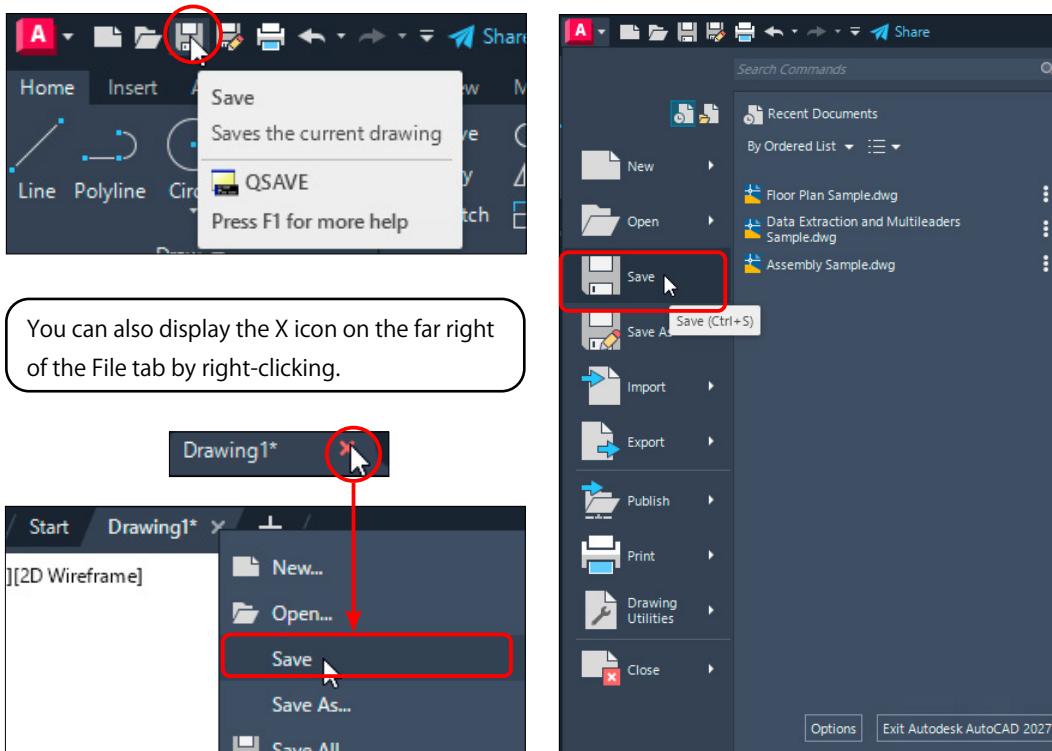 A Share
Home Insert
Save
Saves the current drawing
QSAVE
Press F1 for more help
Line Polyline Circ
tch
You can also display the X icon on the far right
of the File tab by right-clicking.
Drawing1*
Start Drawing1*
][2D Wireframe]
New...
Open...
Save
Save As...
Save All
A Share
Search Commands
Recent Documents
By Ordered List
New
Open
Save
Save As
Save (Ctrl+S)
Import
Export
Publish
Print
Drawing
Utilities
Close
Floor Plan Sample.dwg
Data Extraction and Multileaders
Sample.dwg
Assembly Sample.dwg
Options Exit Autodesk AutoCAD 2027